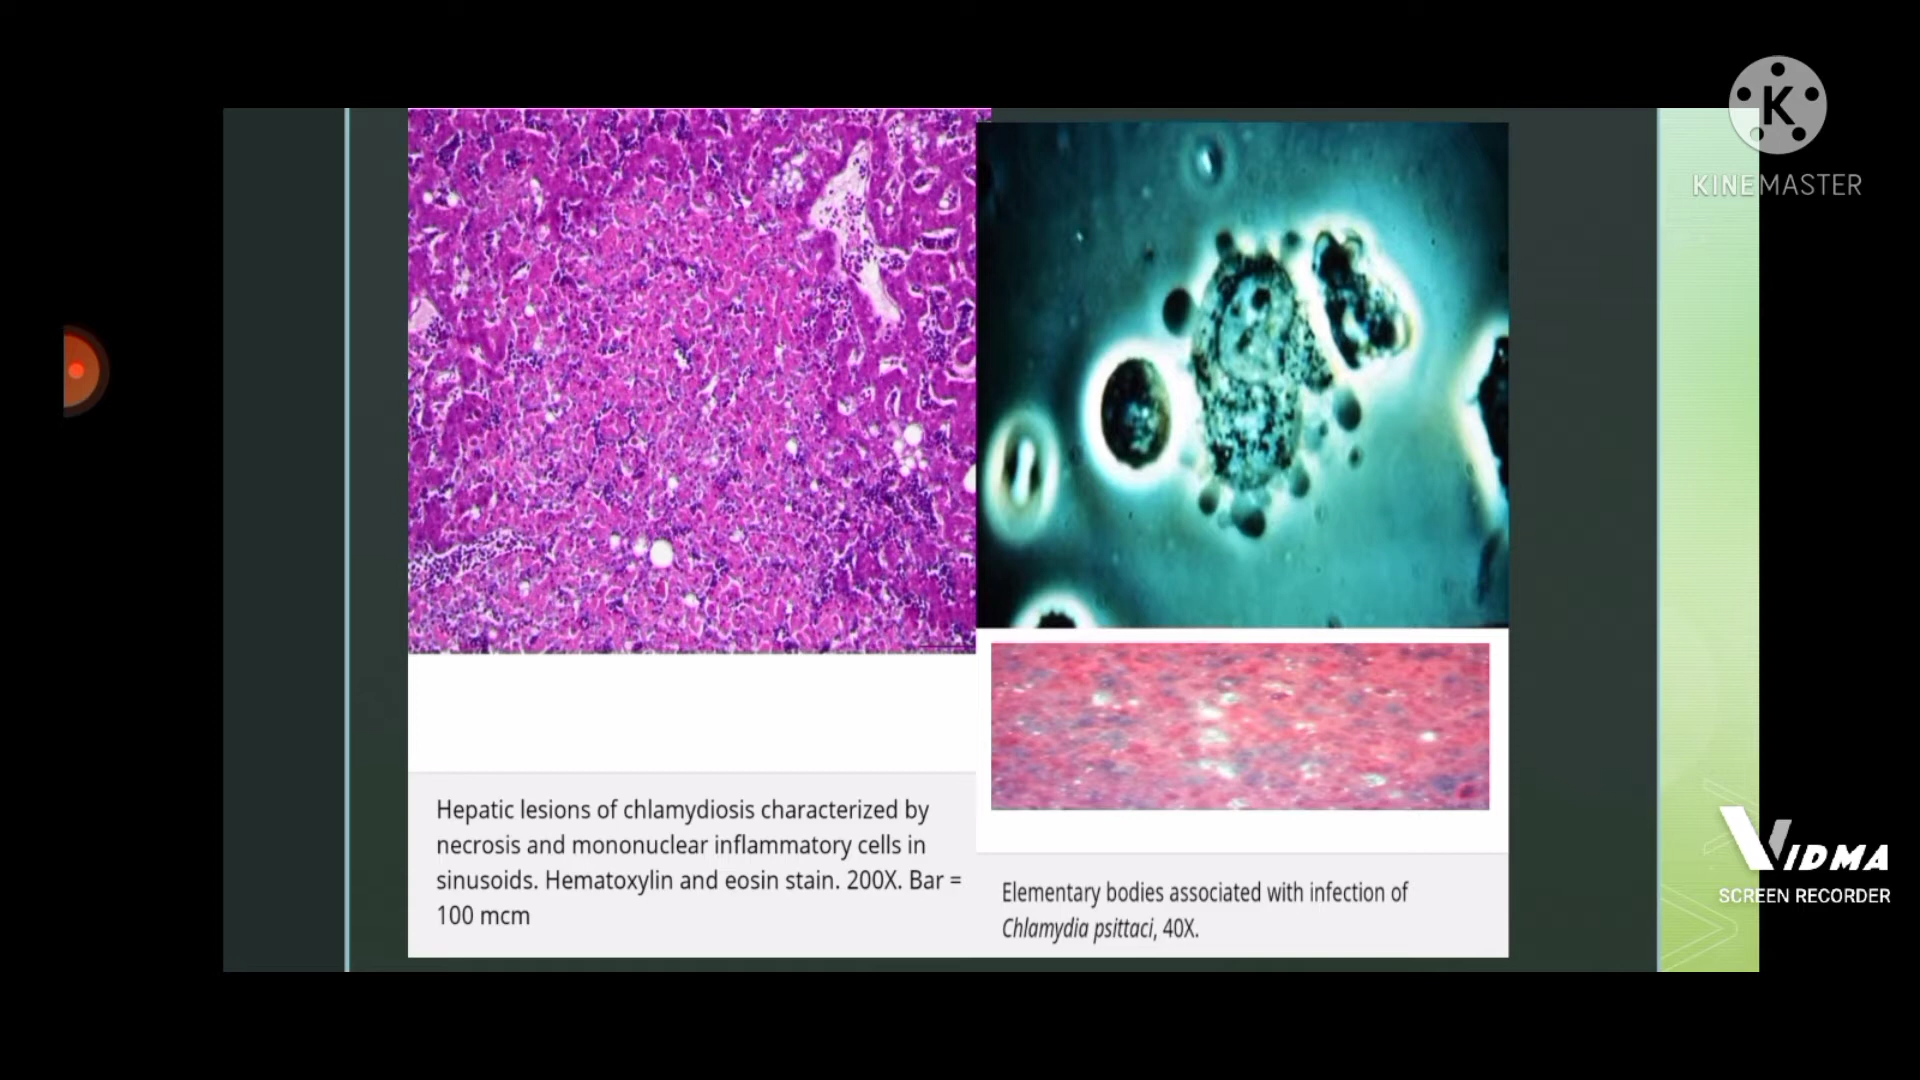 K
KINEMASTER
Hepatic lesions of chlamydiosis characterized by
necrosis and mononuclear inflammatory cells in
sinusoids. Hematoxylin and eosin stain. 200X. Bar =
100 mcm
Elementary bodies associated with infection of
Chlamydia psittaci, 40X.
VIDMA
SCREEN RECORDER